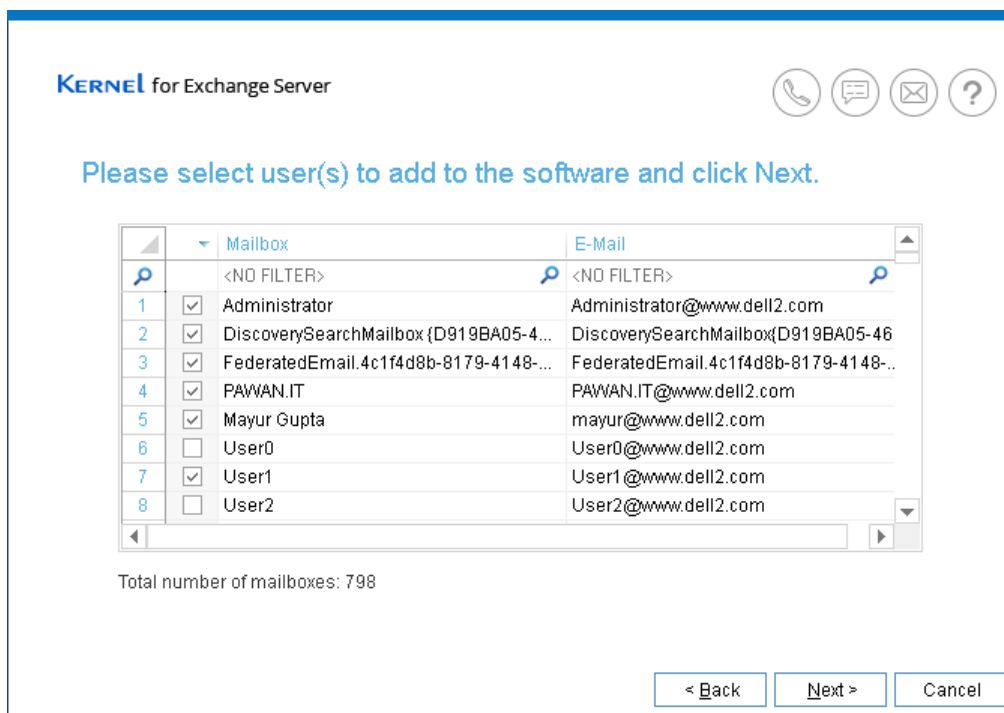 KERNEL for Exchange Server
?
Please select user(s) to add to the software and click Next.
Mailbox E-Mail
<NO FILTER> <NO FILTER>
1 Administrator Administrator@www.dell2.com
2 DiscoverySearchMailbox {D919BA05-4... DiscoverySearchMailbox{D919BA05-46
3 FederatedEmail.4c1f4d8b-8179-4148-... FederatedEmail.4c1f4d8b-8179-4148-..
4 PAWAN.IT PAWAN.IT@www.dell2.com
5 Mayur Gupta mayur@www.dell2.com
6 User0 User0@www.dell2.com
7 User1 User1@www.dell2.com
8 User2 User2@www.dell2.com
Total number of mailboxes: 798
< Back Next > Cancel